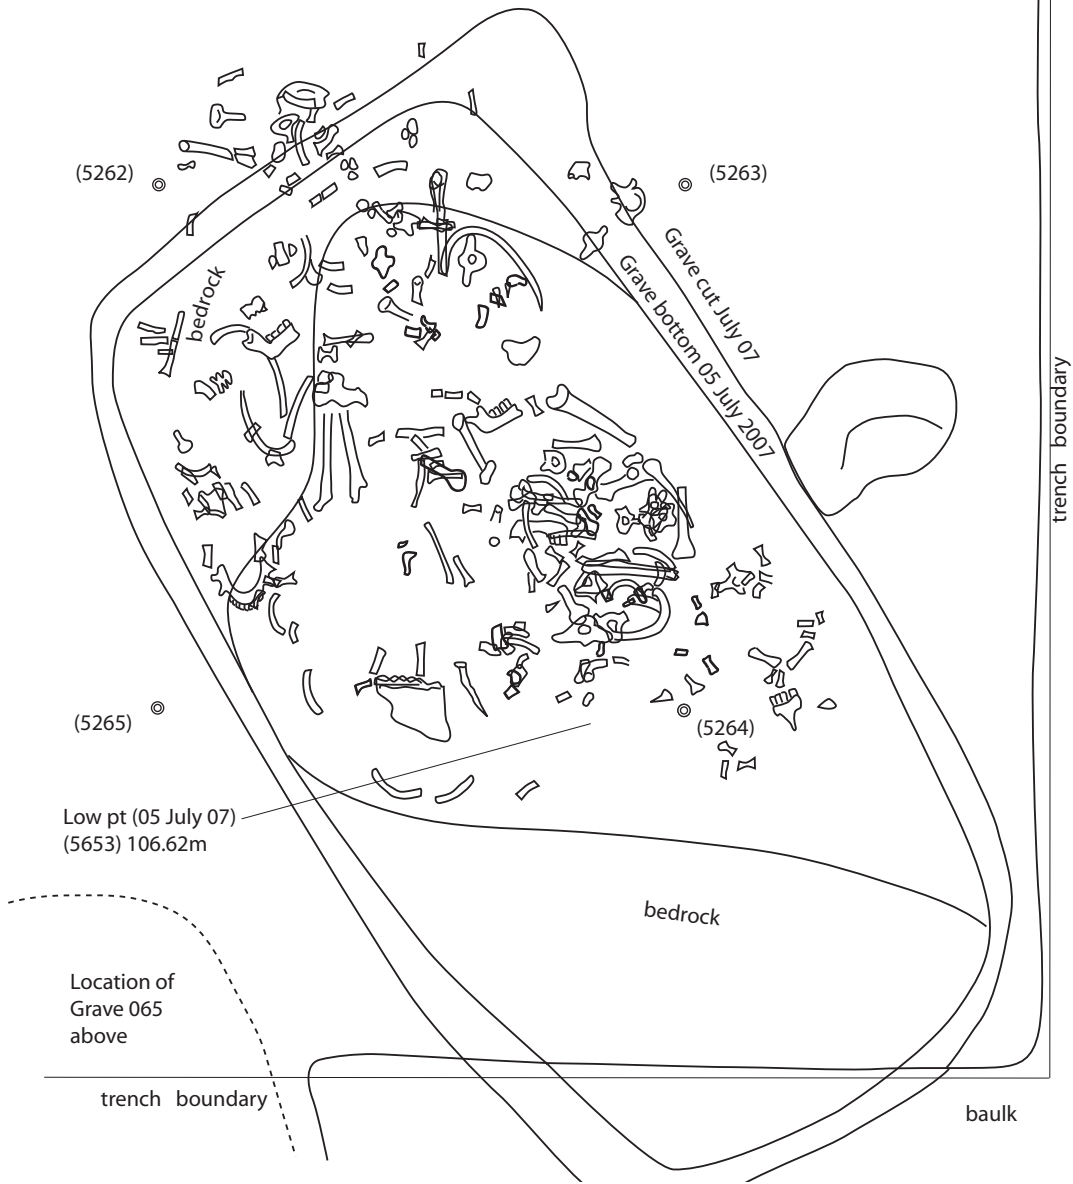 (5262)
(5263)
bedrock
Grave cut July 07
Grave bottom 05 July 2007
trench boundary
(5265)
(5264)
Low pt (05 July 07)
(5653) 106.62m
bedrock
Location of
Grave 065
above
trench boundary
baulk